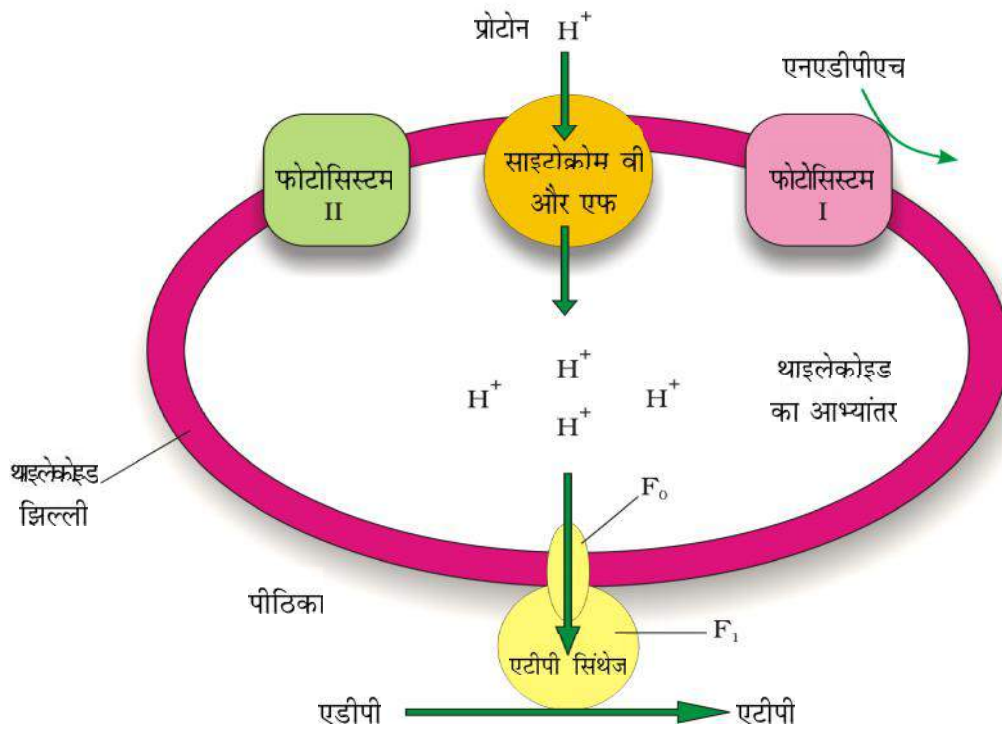 प्रोटोन H⁺
एनएडीपीएच
फोटोसिस्टम
II
साइटोक्रोम वी
और एफ
फोटोसिस्टम
I
H⁺
H⁺ H⁺
H⁺
थाइलेकोइड
का आभ्यांतर
थाइलेकोइड
झिल्ली
F₀
पीठिका
F₁
एटीपी सिंथेज
एडीपी एटीपी